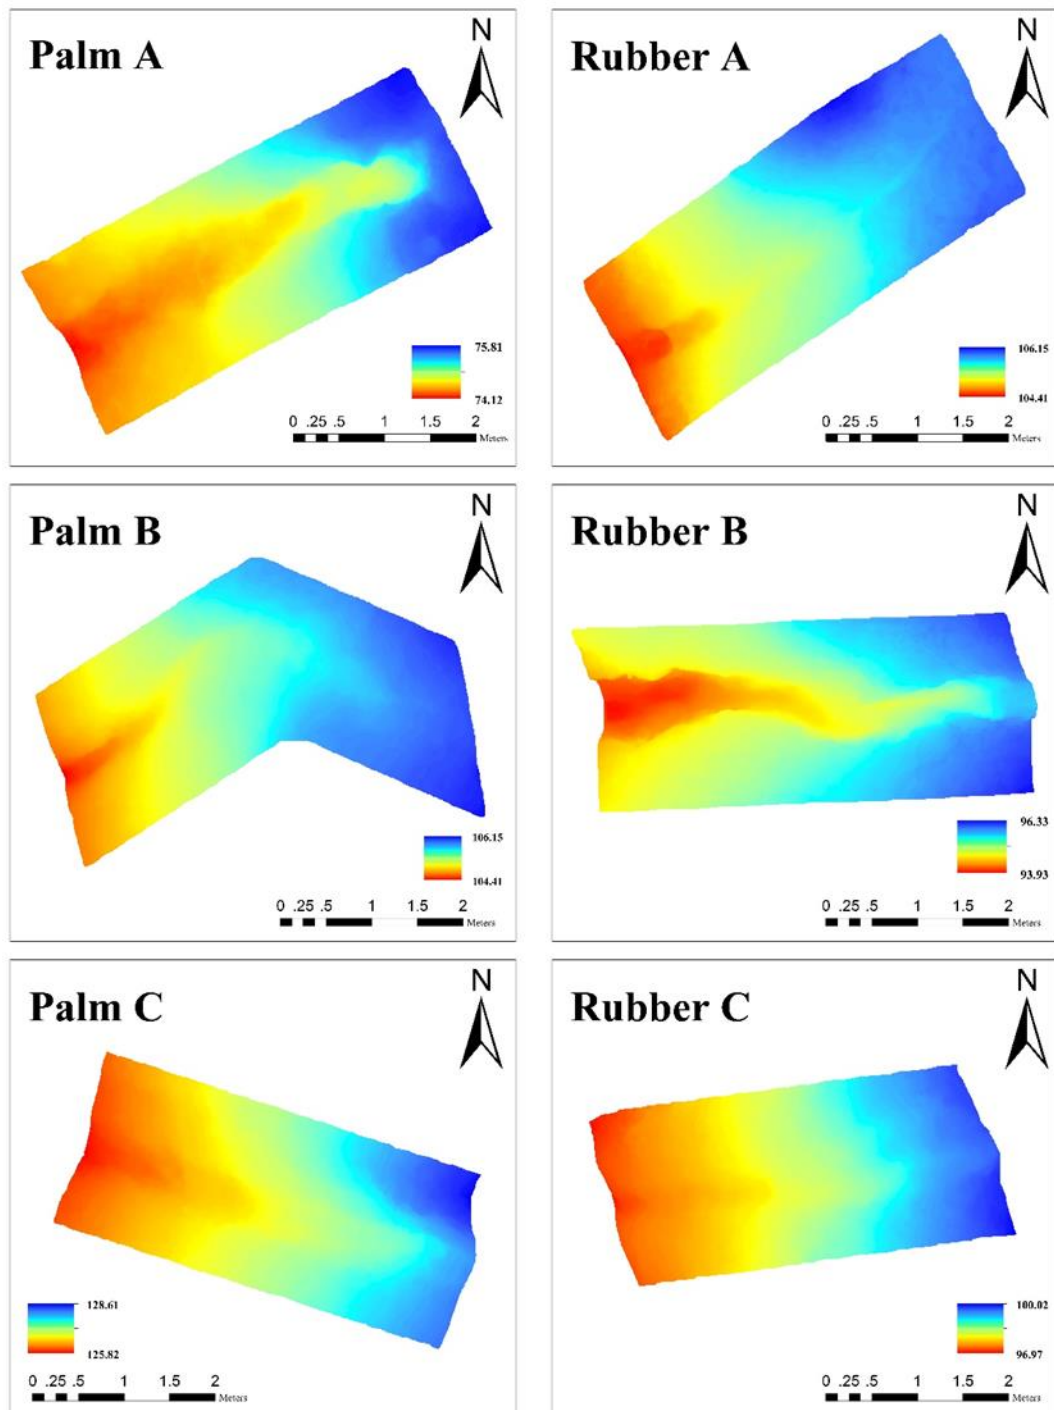 Palm A
N
75.81
74.12
0 .25 .5 1 1.5 2
Meters
Rubber A
N
106.15
104.41
0 .25 .5 1 1.5 2
Meters
Palm B
N
106.15
104.41
0 .25 .5 1 1.5 2
Meters
Rubber B
N
96.33
93.93
0 .25 .5 1 1.5 2
Meters
Palm C
N
128.61
125.82
0 .25 .5 1 1.5 2
Meters
Rubber C
N
100.02
96.97
0 .25 .5 1 1.5 2
Meters